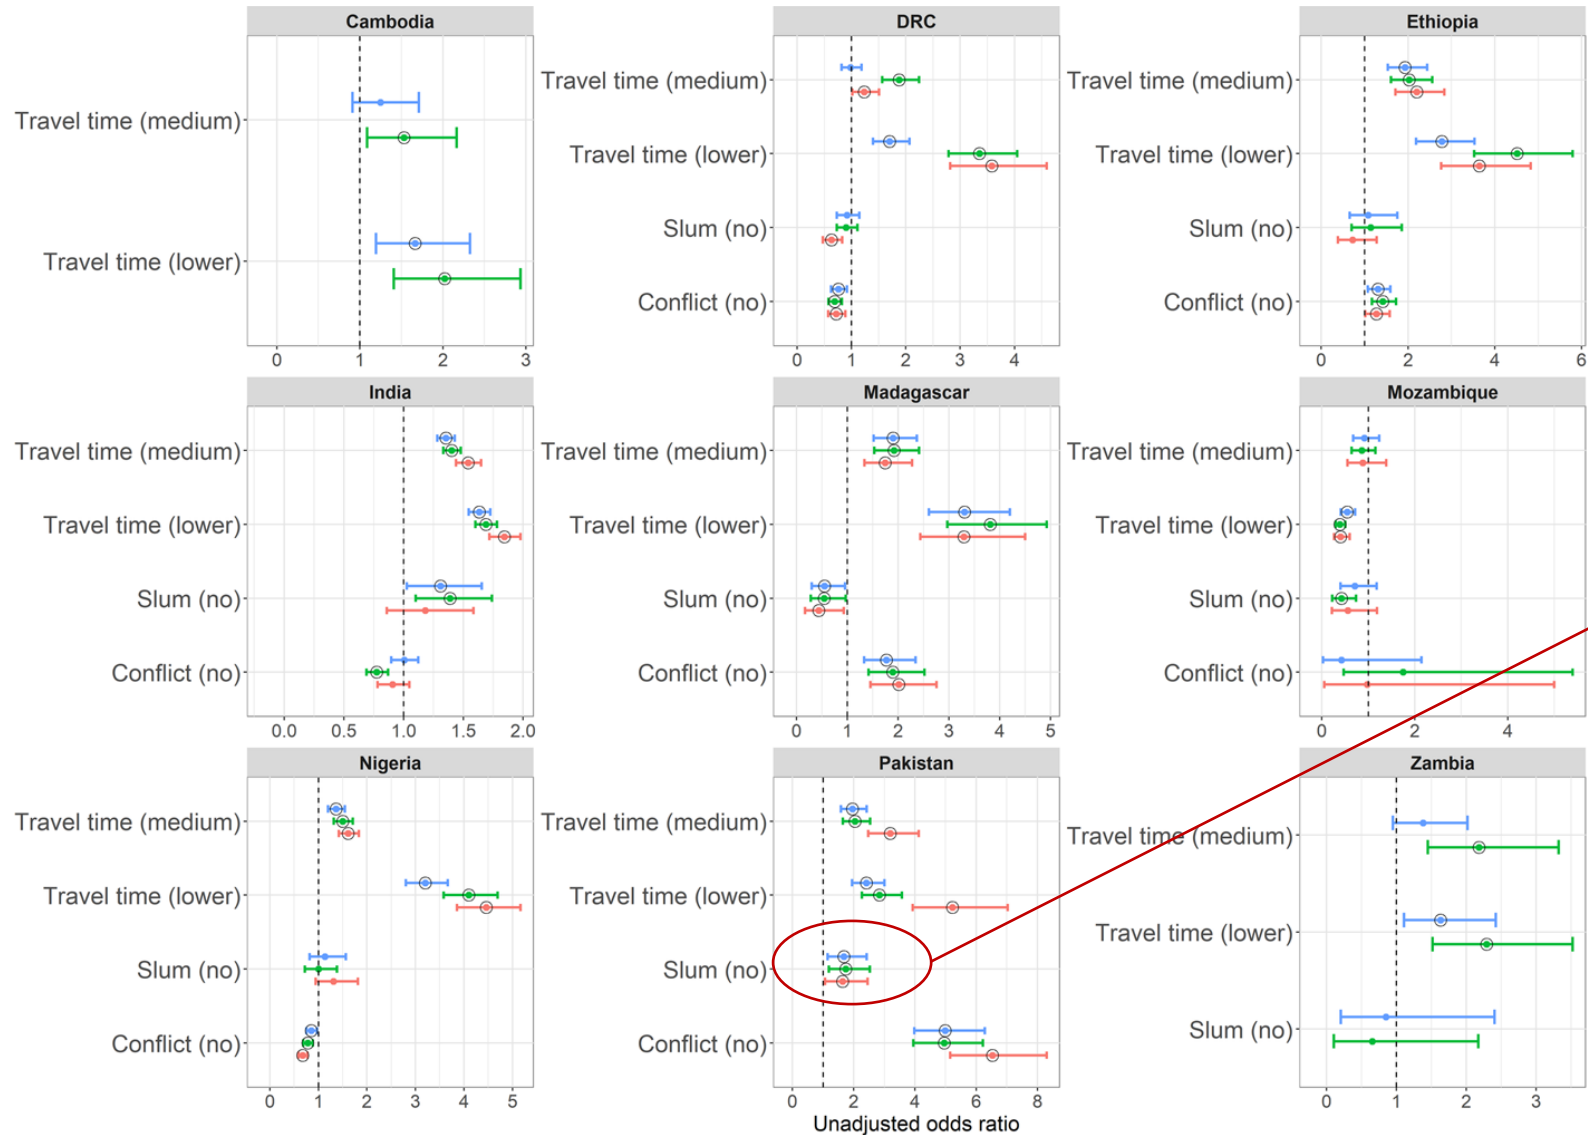 Cambodia
Travel time (medium)
Travel time (lower)
0 1 2 3
DRC
Travel time (medium)
Travel time (lower)
Slum (no)
Conflict (no)
0 1 2 3 4
Ethiopia
Travel time (medium)
Travel time (lower)
Slum (no)
Conflict (no)
0 2 4 6
India
Travel time (medium)
Travel time (lower)
Slum (no)
Conflict (no)
0.0 0.5 1.0 1.5 2.0
Madagascar
Travel time (medium)
Travel time (lower)
Slum (no)
Conflict (no)
0 1 2 3 4 5
Mozambique
Travel time (medium)
Travel time (lower)
Slum (no)
Conflict (no)
0 2 4
Nigeria
Travel time (medium)
Travel time (lower)
Slum (no)
Conflict (no)
0 1 2 3 4 5
Pakistan
Travel time (medium)
Travel time (lower)
Slum (no)
Conflict (no)
0 2 4 6 8
Zambia
Travel time (medium)
Travel time (lower)
Slum (no)
0 1 2 3
Unadjusted odds ratio